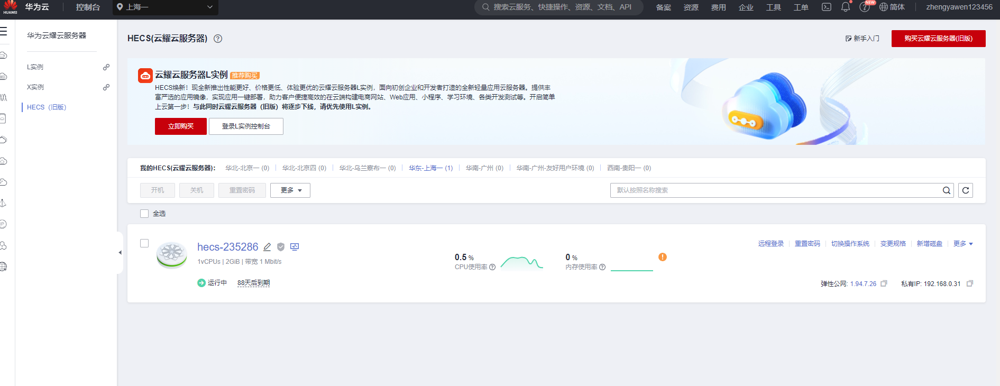 HUAWEI
华为云
控制台
上海一
搜索云服务、快捷操作、资源、文档、API
备案
资源
费用
企业
工具
工单
NEW
简体
zhengyawen123456
华为云耀云服务器
L实例
X实例
HECS（旧版）
HECS(云耀云服务器)
新手入门
购买云耀云服务器(旧版)
云耀云服务器L实例 推荐购买
HECS焕新！现全新推出性能更好、价格更低、体验更优的云耀云服务器L实例，面向初创企业和开发者打造的全新轻量应用云服务器。提供丰
富严选的应用镜像，实现应用一键部署，助力客户便捷高效的在云端构建电商网站、Web应用、小程序、学习环境、各类开发测试等。开启简单
上云第一步！与此同时云耀云服务器（旧版）将逐步下线，请优先使用L实例。
立即购买
登录L实例控制台
我的HECS(云耀云服务器)：
华北-北京一 (0)
华北-北京四 (0)
华北-乌兰察布一 (0)
华东-上海一 (1)
华南-广州 (0)
华南-广州-友好用户环境 (0)
西南-贵阳一 (0)
开机
关机
重置密码
更多
默认按照名称搜索
全选
hecs-235286
1vCPUs | 2GiB | 带宽 1 Mbit/s
运行中
88天后到期
0.5 %
CPU使用率
0 %
内存使用率
远程登录
重置密码
切换操作系统
变更规格
新增磁盘
更多
弹性公网: 1.94.7.26
私有IP: 192.168.0.31
IP